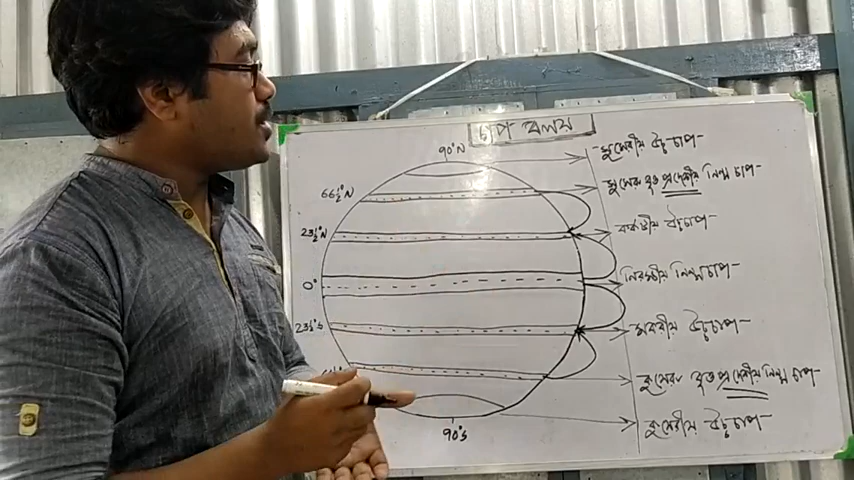 চাপ বলয়
90°N
সুমেরীয় উচ্চচাপ
66½°N
সুমেরু বৃত্ত প্রদেশীয় নিম্ন চাপ
23½°N
কর্কটীয় উচ্চচাপ
0°
নিরক্ষীয় নিম্ন চাপ
23½°S
মকরীয় উচ্চচাপ
কুমেরু বৃত্ত প্রদেশীয় নিম্ন চাপ
কুমেরীয় উচ্চচাপ
90°S